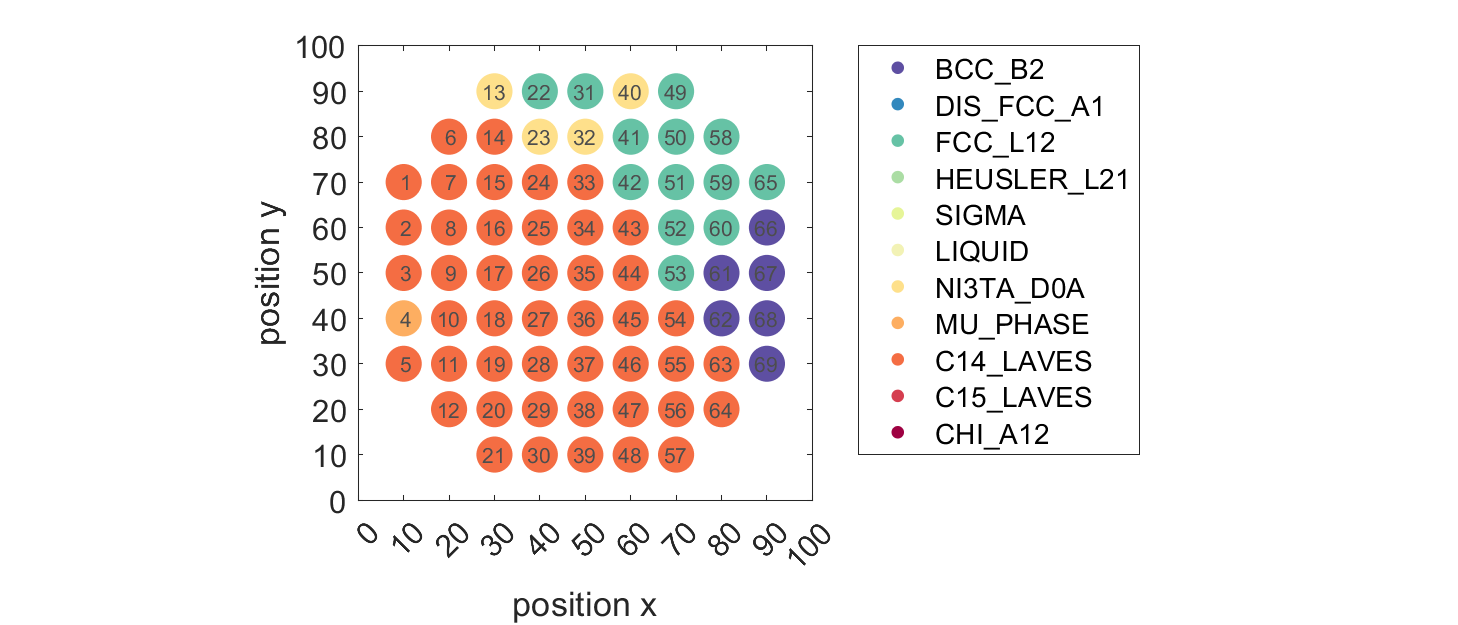 100
90
80
70
60
50
40
30
20
10
0
position y
13 22 31 40 49
6 14 23 32 41 50 58
1 7 15 24 33 42 51 59 65
2 8 16 25 34 43 52 60 66
3 9 17 26 35 44 53 61 67
4 10 18 27 36 45 54 62 68
5 11 19 28 37 46 55 63 69
12 20 29 38 47 56 64
21 30 39 48 57
0 10 20 30 40 50 60 70 80 90 100
position x
BCC_B2
DIS_FCC_A1
FCC_L12
HEUSLER_L21
SIGMA
LIQUID
NI3TA_D0A
MU_PHASE
C14_LAVES
C15_LAVES
CHI_A12